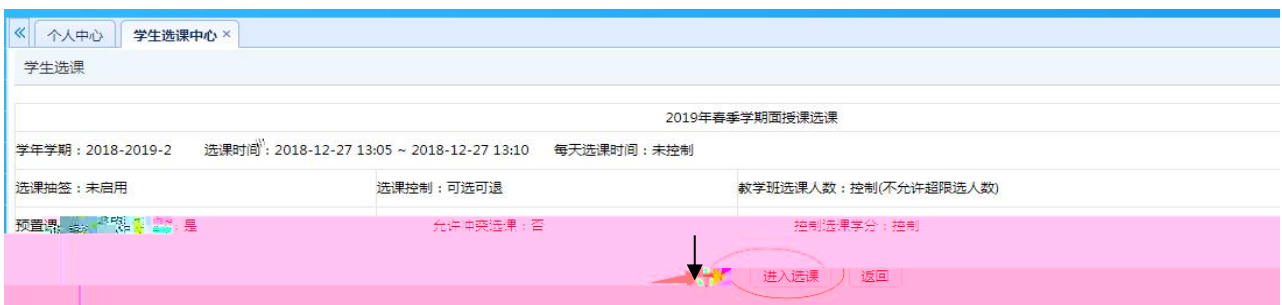 « 个人中心 学生选课中心 ×
学生选课
2019年春季学期面授课选课
学年学期：2018-2019-2 选课时间：2018-12-27 13:05 ~ 2018-12-27 13:10 每天选课时间：未控制
选课抽签：未启用 选课控制：可选可退 教学班选课人数：控制(不允许超限选人数)
预置课 ：是 允许冲突选课：否 控制选课学分：控制
进入选课 返回